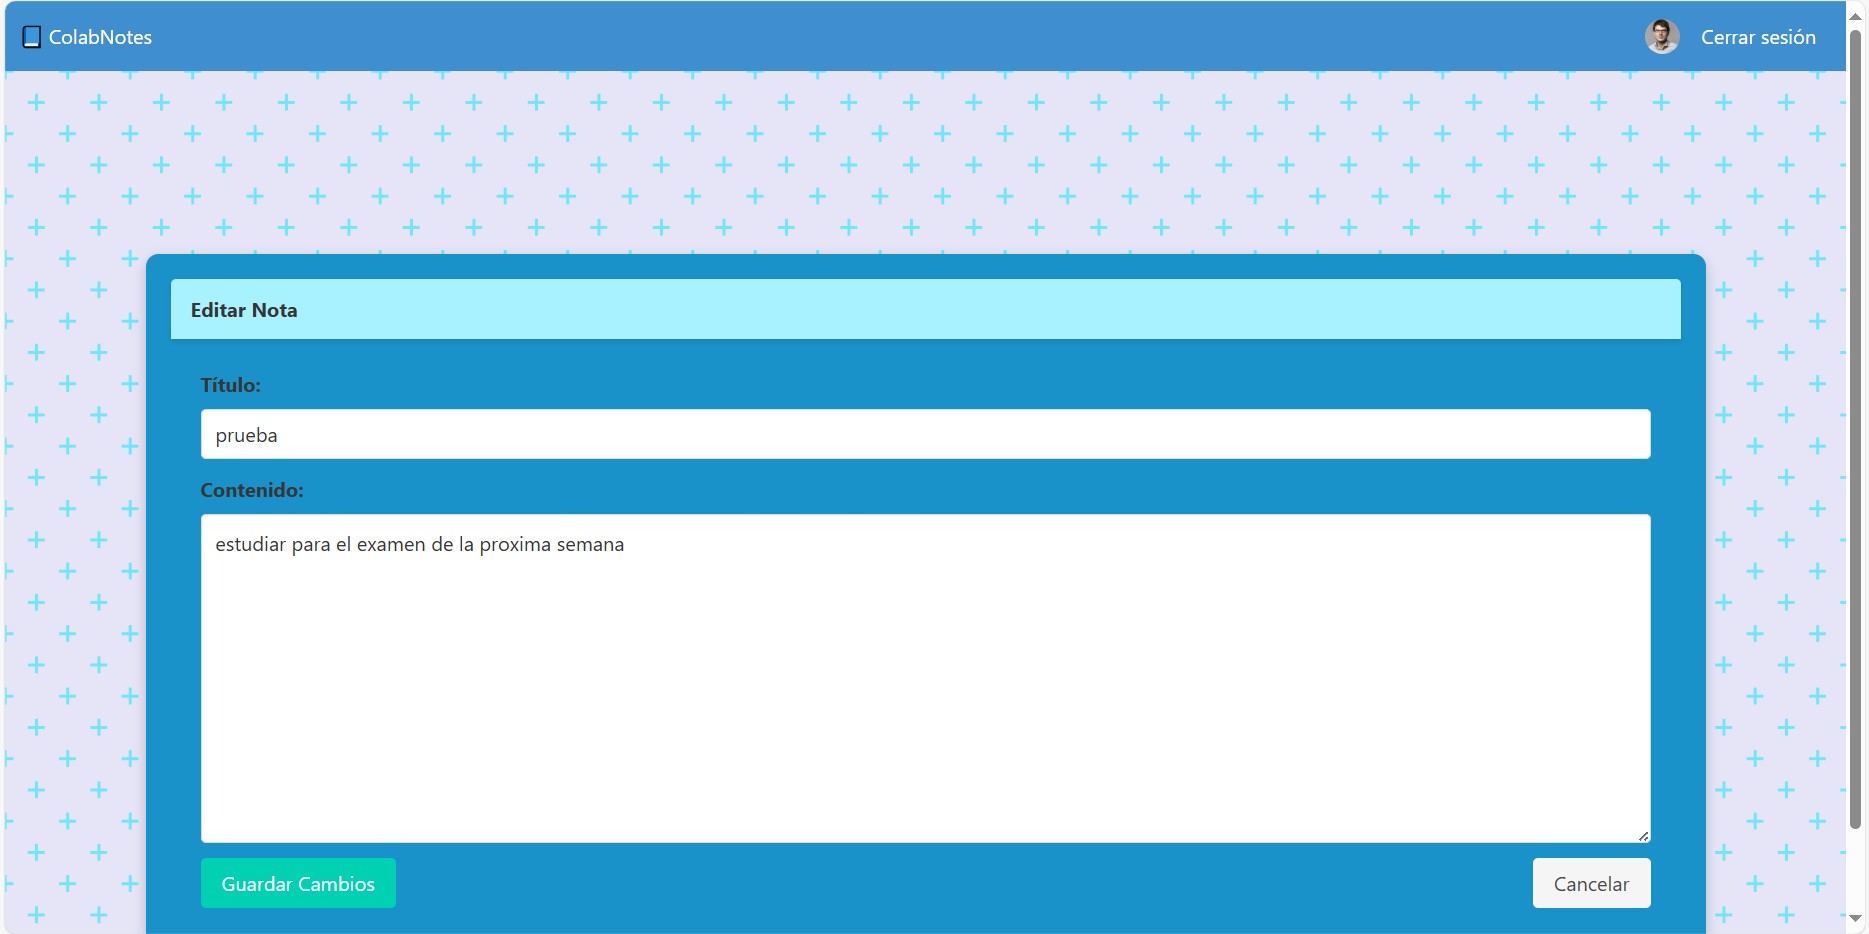 ColabNotes
Cerrar sesión
Editar Nota
Título:
prueba
Contenido:
estudiar para el examen de la proxima semana
Guardar Cambios
Cancelar